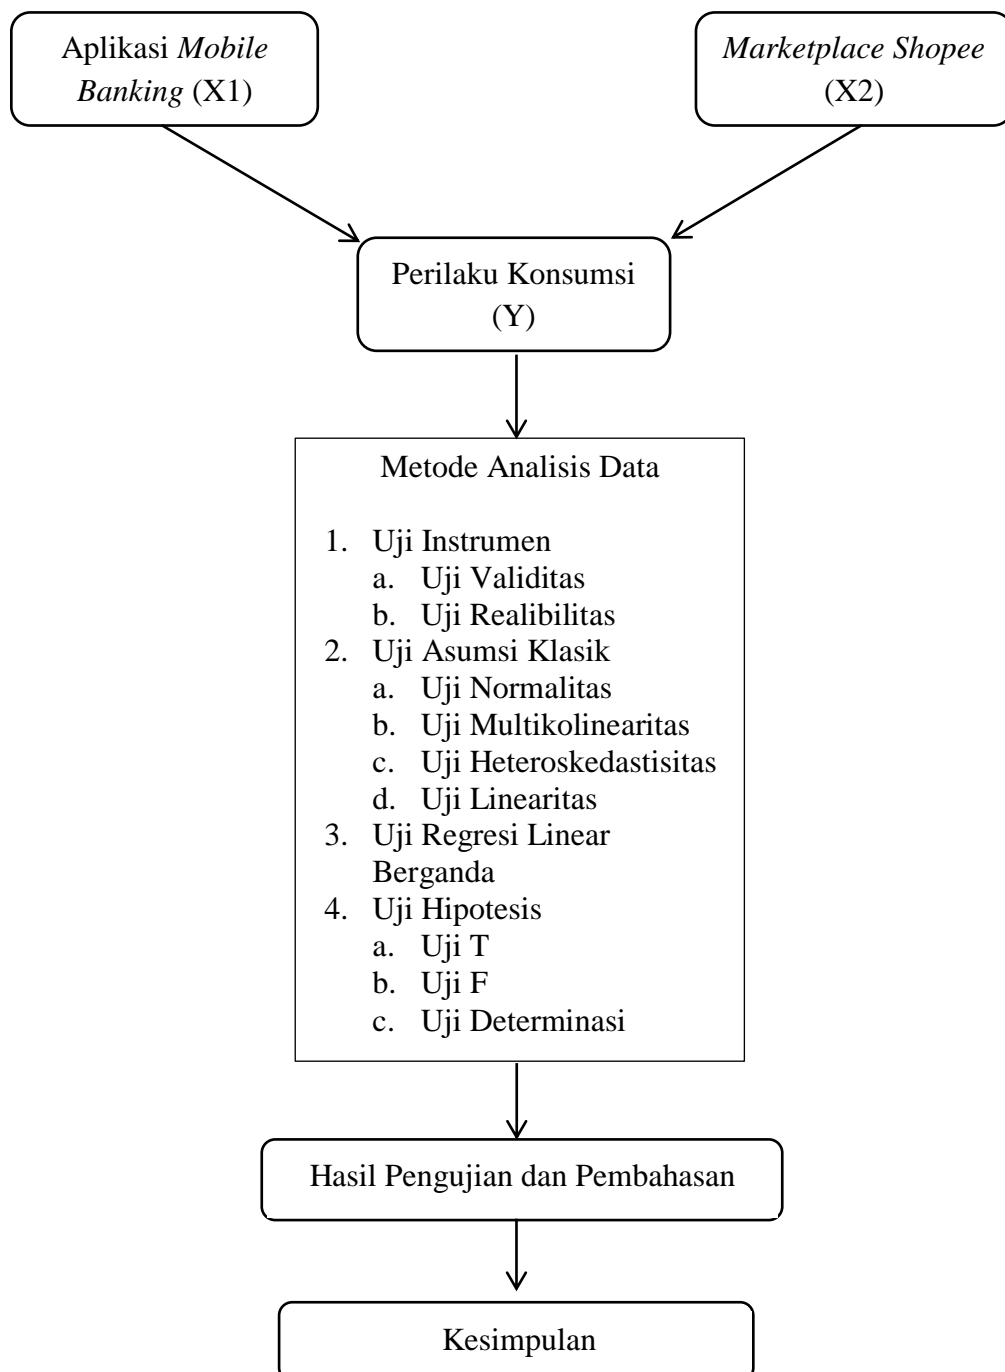 Aplikasi Mobile
Banking (X1)
Marketplace Shopee
(X2)
Perilaku Konsumsi
(Y)
Metode Analisis Data
1. Uji Instrumen
a. Uji Validitas
b. Uji Realibilitas
2. Uji Asumsi Klasik
a. Uji Normalitas
b. Uji Multikolinearitas
c. Uji Heteroskedastisitas
d. Uji Linearitas
3. Uji Regresi Linear
Berganda
4. Uji Hipotesis
a. Uji T
b. Uji F
c. Uji Determinasi
Hasil Pengujian dan Pembahasan
Kesimpulan